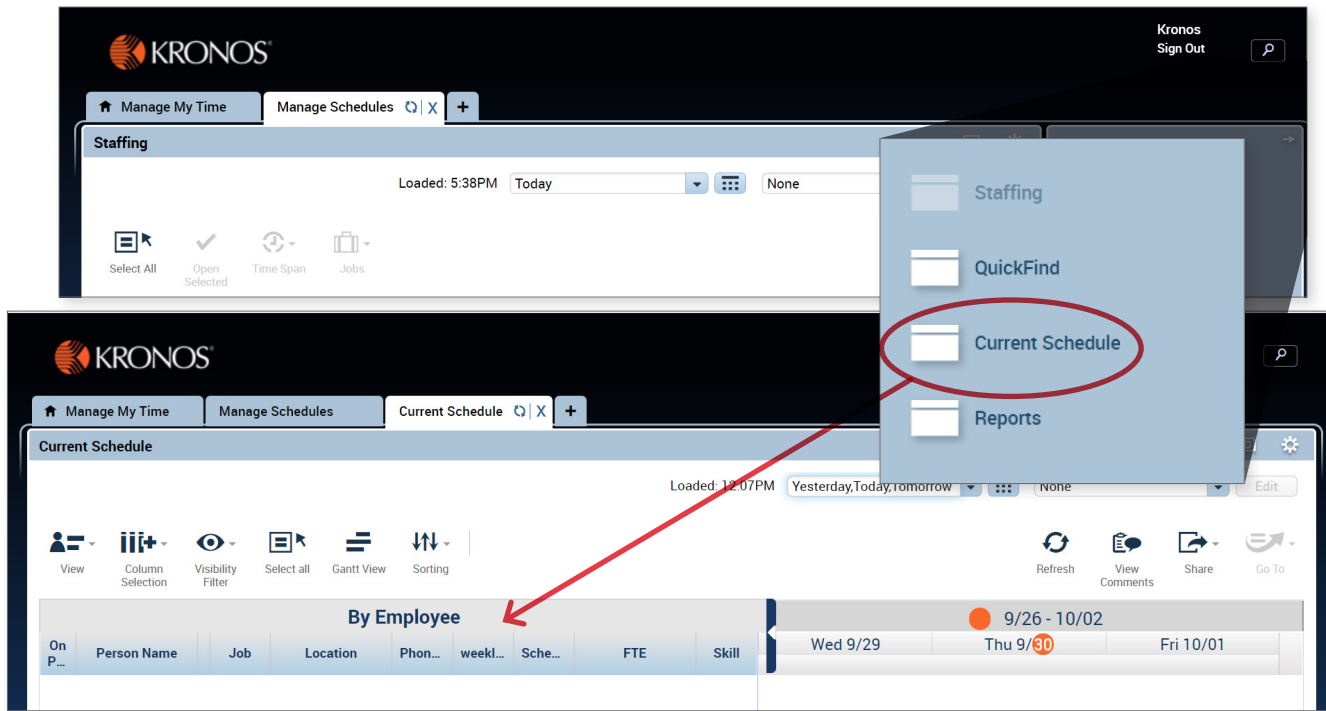 Kronos
Sign Out
KRONOS®
Manage My Time
Manage Schedules X +
Staffing
Loaded: 5:38PM Today None
Select All
Open
Selected
Time Span
Jobs
Staffing
QuickFind
Current Schedule
Reports
KRONOS®
Manage My Time
Manage Schedules
Current Schedule X +
Current Schedule
Loaded: 12:07PM Yesterday,Today,Tomorrow None Edit
View
Column
Selection
Visibility
Filter
Select all
Gantt View
Sorting
Refresh
View
Comments
Share
Go To
By Employee
9/26 - 10/02
On
P...
Person Name
Job
Location
Phon...
weekl...
Sche...
FTE
Skill
Wed 9/29
Thu 9/30
Fri 10/01